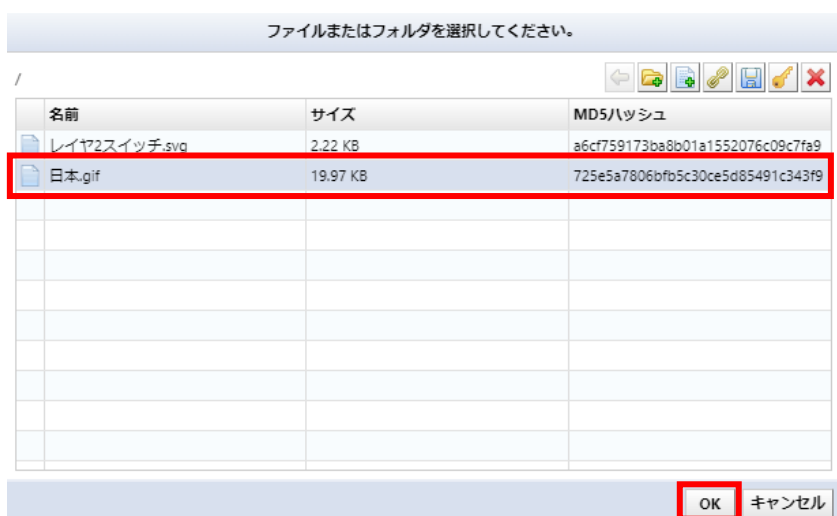 ファイルまたはフォルダを選択してください。
/
名前 サイズ MD5ハッシュ
レイヤ2スイッチ.svg 2.22 KB a6cf759173ba8b01a1552076c09c7fa9
日本.gif 19.97 KB 725e5a7806bfb5c30ce5d85491c343f9
OK キャンセル